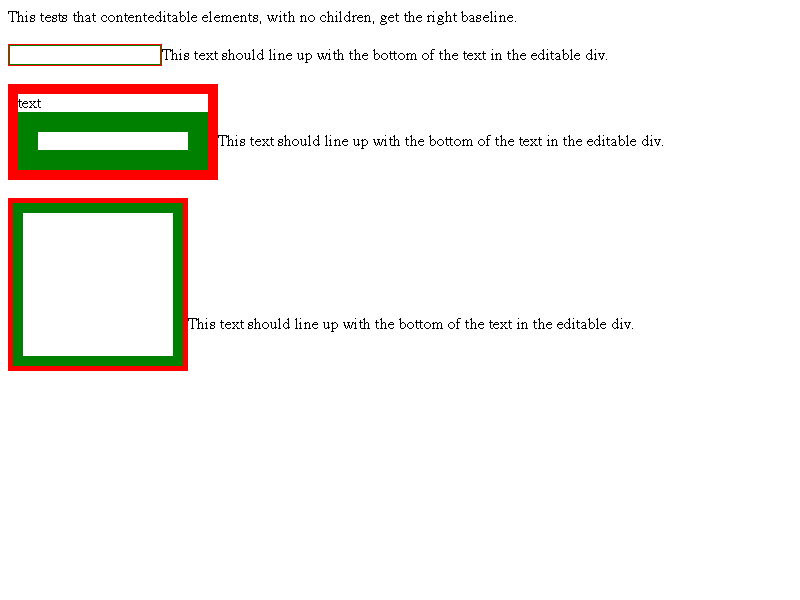 This tests that contenteditable elements, with no children, get the right baseline.
This text should line up with the bottom of the text in the editable div.
text
This text should line up with the bottom of the text in the editable div.
This text should line up with the bottom of the text in the editable div.